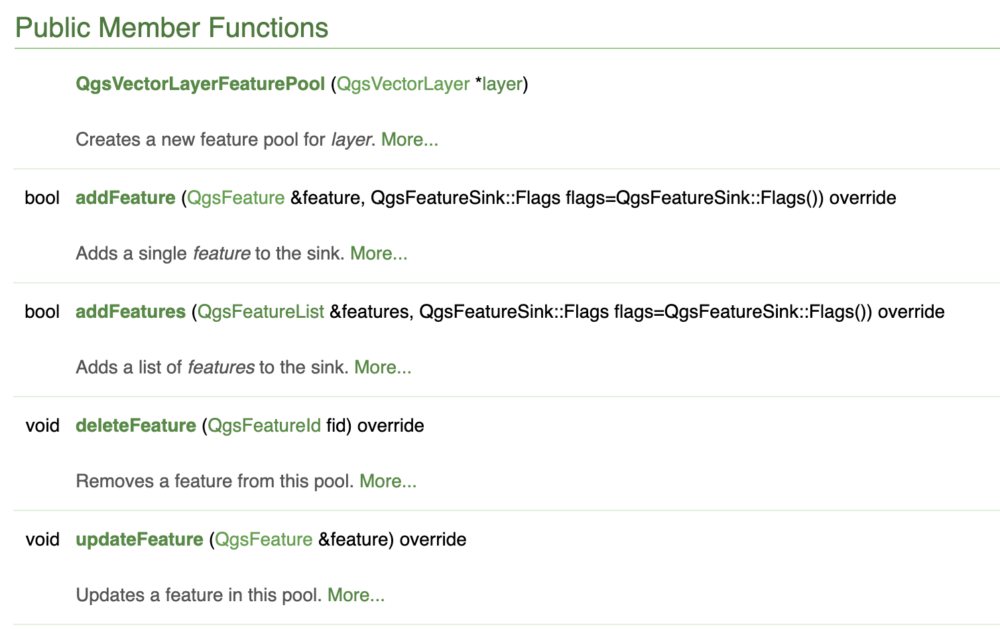 Public Member Functions
QgsVectorLayerFeaturePool (QgsVectorLayer *layer)
Creates a new feature pool for layer. More...
bool addFeature (QgsFeature &feature, QgsFeatureSink::Flags flags=QgsFeatureSink::Flags()) override
Adds a single feature to the sink. More...
bool addFeatures (QgsFeatureList &features, QgsFeatureSink::Flags flags=QgsFeatureSink::Flags()) override
Adds a list of features to the sink. More...
void deleteFeature (QgsFeatureId fid) override
Removes a feature from this pool. More...
void updateFeature (QgsFeature &feature) override
Updates a feature in this pool. More...